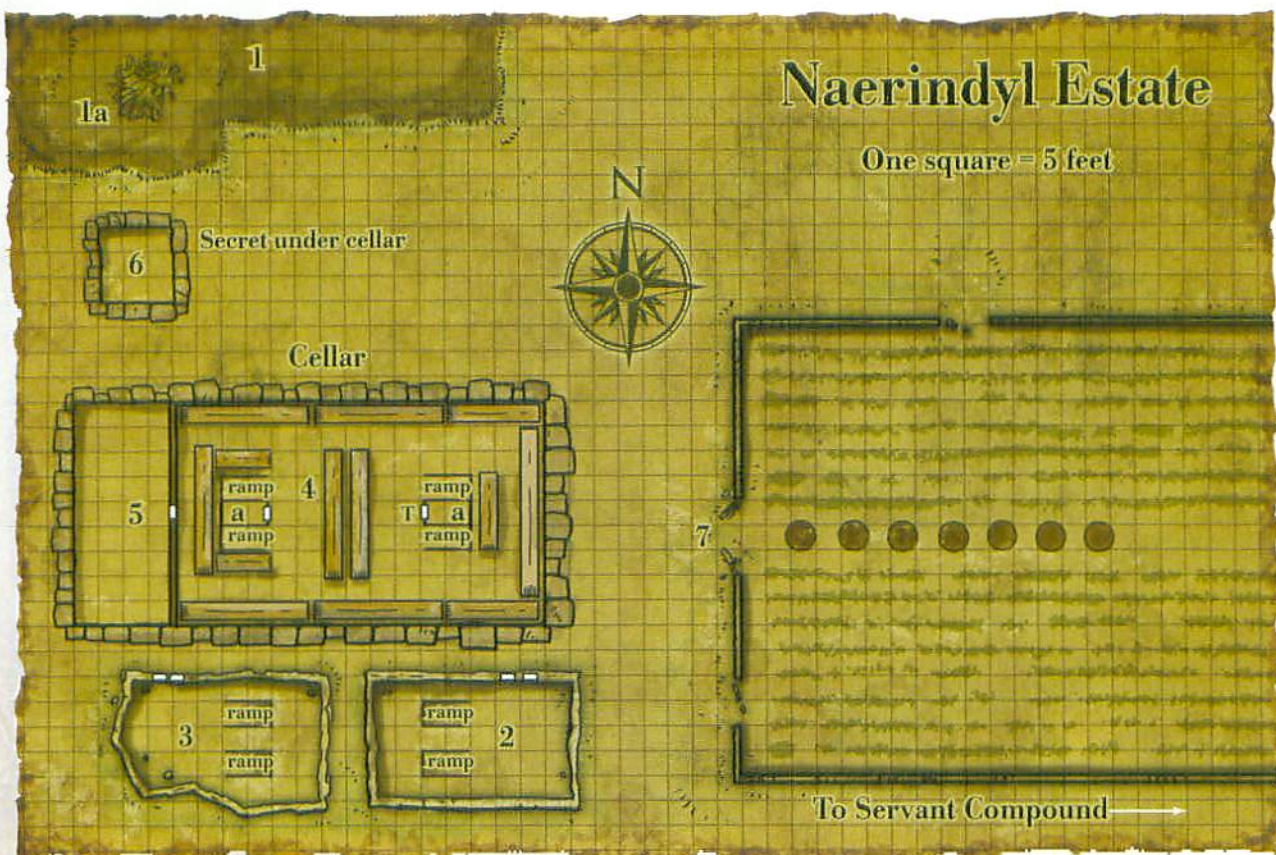 1
Naerindyl Estate
1a
One square = 5 feet
N
Secret under cellar
6
Cellar
ramp
4
ramp
5
a
T
a
7
ramp
ramp
ramp
ramp
3
2
ramp
ramp
To Servant Compound